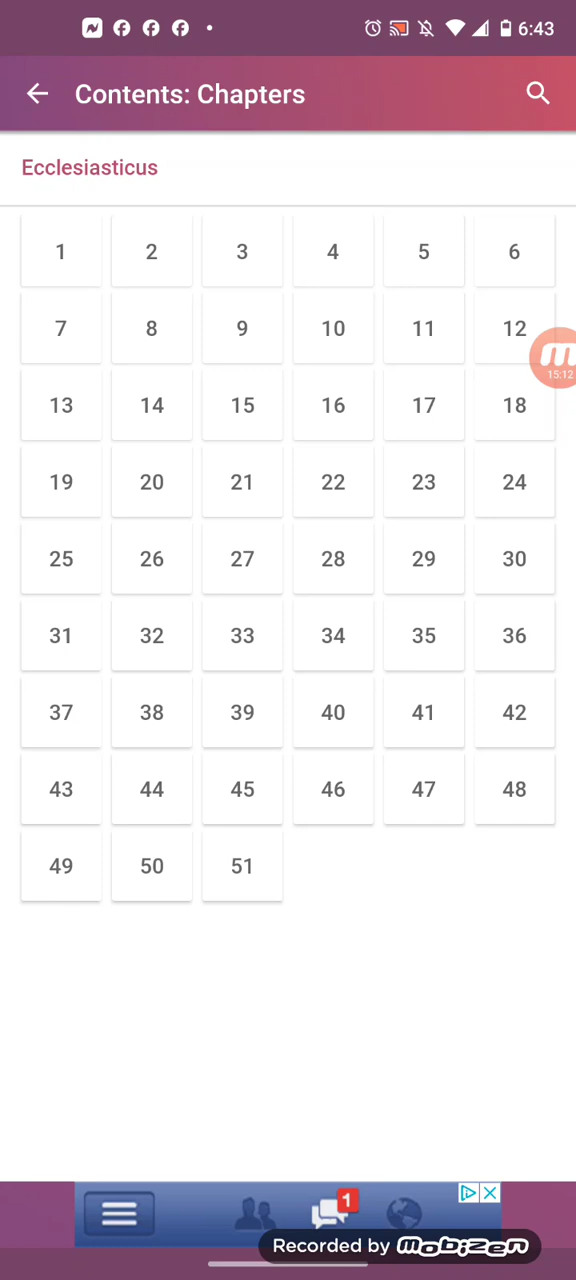 6:43
Contents: Chapters
Ecclesiasticus
1 2 3 4 5 6
7 8 9 10 11 12
13 14 15 16 17 18
19 20 21 22 23 24
25 26 27 28 29 30
31 32 33 34 35 36
37 38 39 40 41 42
43 44 45 46 47 48
49 50 51
m
15:12
1
Recorded by mobizen